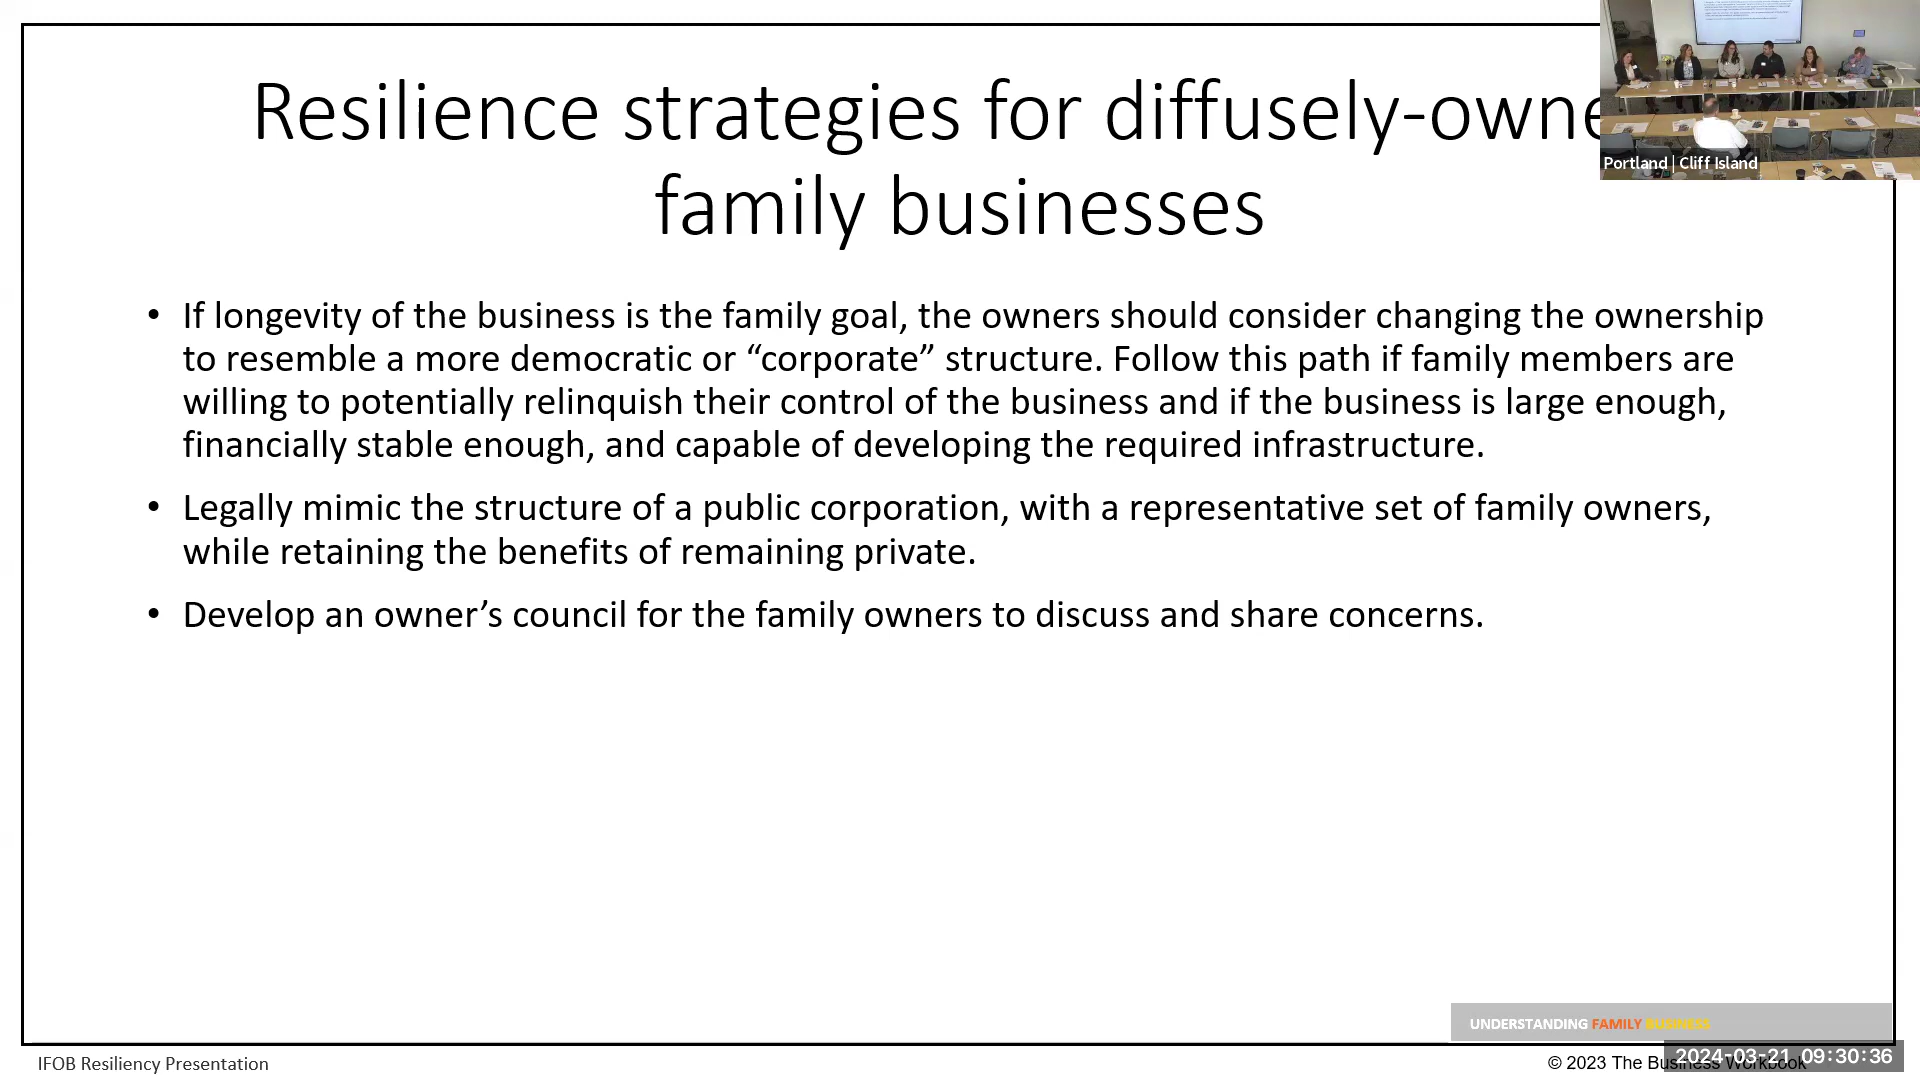 Resilience strategies for diffusely-owne
family businesses
Portland | Cliff Island
• If longevity of the business is the family goal, the owners should consider changing the ownership
to resemble a more democratic or “corporate” structure. Follow this path if family members are
willing to potentially relinquish their control of the business and if the business is large enough,
financially stable enough, and capable of developing the required infrastructure.
• Legally mimic the structure of a public corporation, with a representative set of family owners,
while retaining the benefits of remaining private.
• Develop an owner’s council for the family owners to discuss and share concerns.
UNDERSTANDING FAMILY BUSINESS
IFOB Resiliency Presentation
© 2023 The Business Workbook
2024-03-21 09:30:36